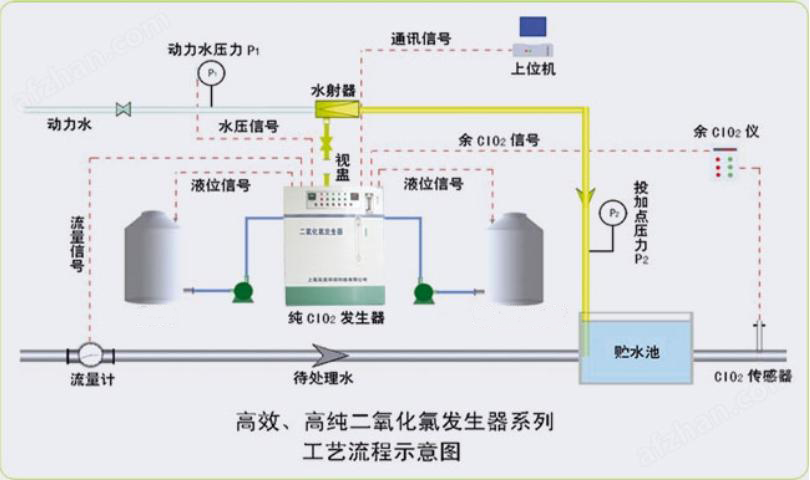 动力水压力 P1
P1
通讯信号
上位机
水射器
动力水
水压信号
余 ClO2 信号
余 ClO2 仪
视
盅
液位信号
液位信号
流量信号
二氧化氯发生器
投加点压力
P2
P2
纯 ClO2 发生器
贮水池
流量计
待处理水
ClO2 传感器
高效、高纯二氧化氯发生器系列
工艺流程示意图
afzhan.com
afzhan.com